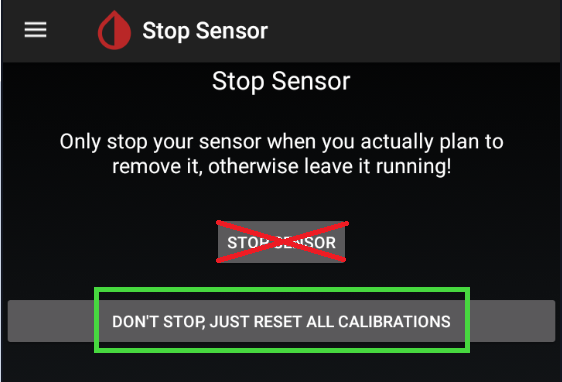 Stop Sensor
Stop Sensor
Only stop your sensor when you actually plan to
remove it, otherwise leave it running!
STOP SENSOR
DON'T STOP, JUST RESET ALL CALIBRATIONS